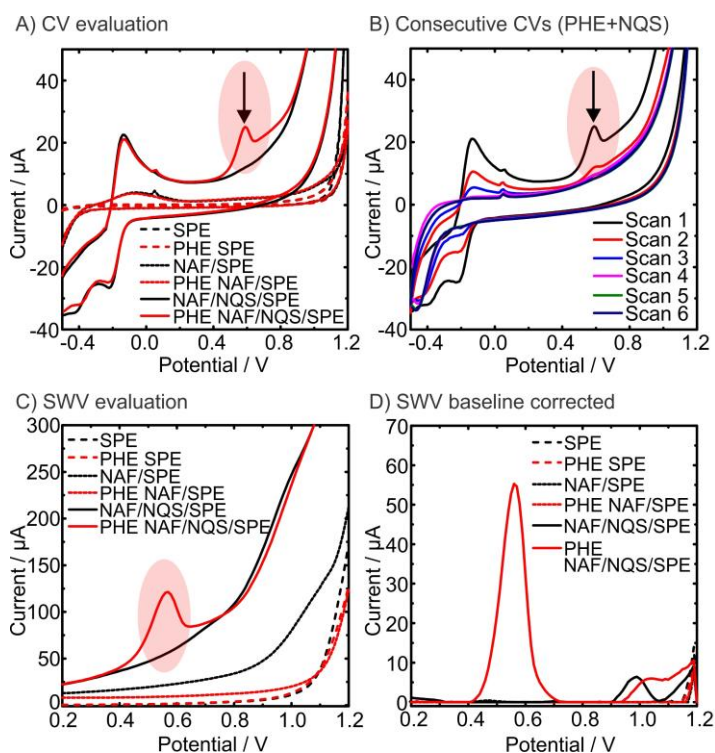 A) CV evaluation
Current / µA
40
20
0
-20
-40
-0.4
0.0
0.4
0.8
1.2
Potential / V
SPE
PHE SPE
NAF/SPE
PHE NAF/SPE
NAF/NQS/SPE
PHE NAF/NQS/SPE
B) Consecutive CVs (PHE+NQS)
Current / µA
40
20
0
-20
-40
-0.4
0.0
0.4
0.8
1.2
Potential / V
Scan 1
Scan 2
Scan 3
Scan 4
Scan 5
Scan 6
C) SWV evaluation
Current / µA
300
250
200
150
100
50
0
0.2
0.4
0.6
0.8
1.0
1.2
Potential / V
SPE
PHE SPE
NAF/SPE
PHE NAF/SPE
NAF/NQS/SPE
PHE NAF/NQS/SPE
D) SWV baseline corrected
Current / µA
70
60
50
40
30
20
10
0
0.2
0.4
0.6
0.8
1.0
1.2
Potential / V
SPE
PHE SPE
NAF/SPE
PHE NAF/SPE
NAF/NQS/SPE
PHE
NAF/NQS/SPE